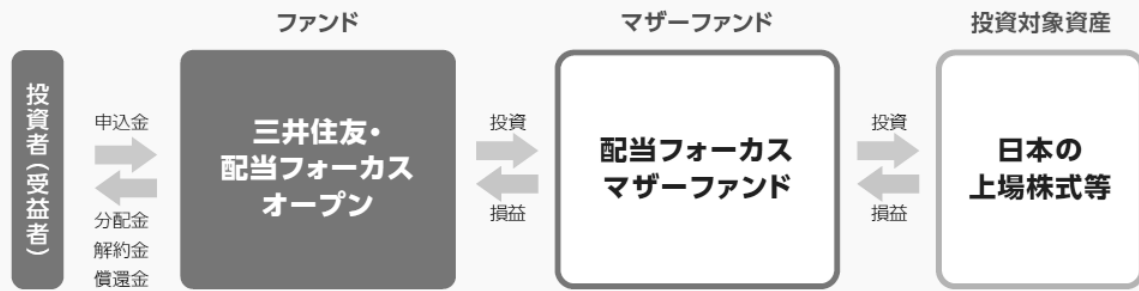 ファンド
マザーファンド
投資対象資産
投資者(受益者)
申込金
分配金
解約金
償還金
三井住友・
配当フォーカス
オープン
投資
損益
配当フォーカス
マザーファンド
投資
損益
日本の
上場株式等